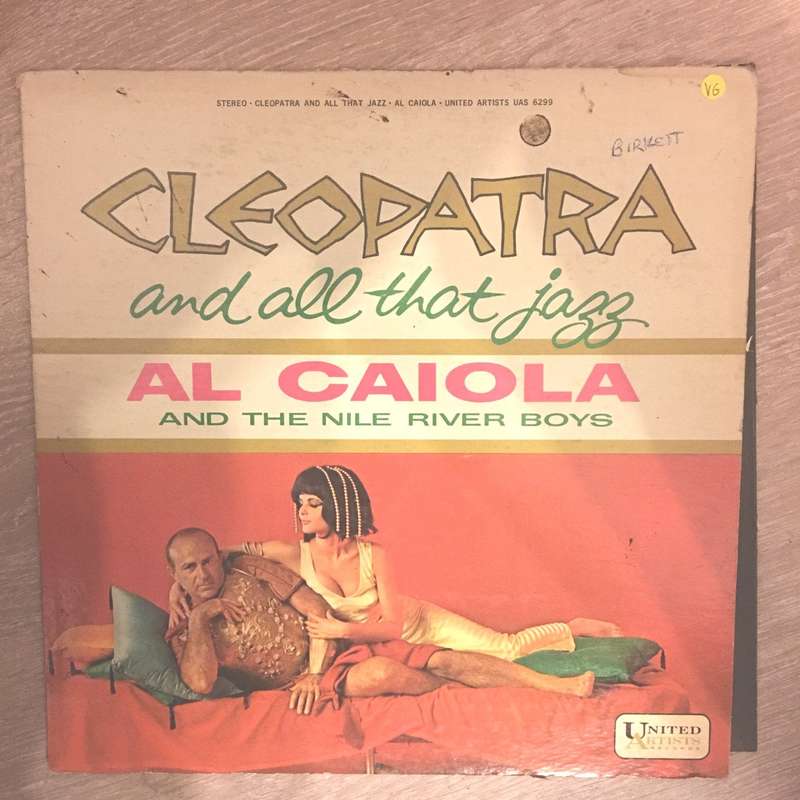 STEREO · CLEOPATRA AND ALL THAT JAZZ · AL CAIOLA · UNITED ARTISTS UAS 6299
VG
BIRKETT
CLEOPATRA
and all that jazz
AL CAIOLA
AND THE NILE RIVER BOYS
UNITED
ARTISTS
RECORDS